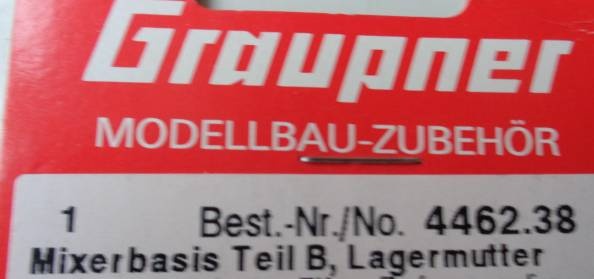 Graupner
MODELLBAU-ZUBEHÖR
1 Best.-Nr./No. 4462.38
Mixerbasis Teil B, Lagermutter